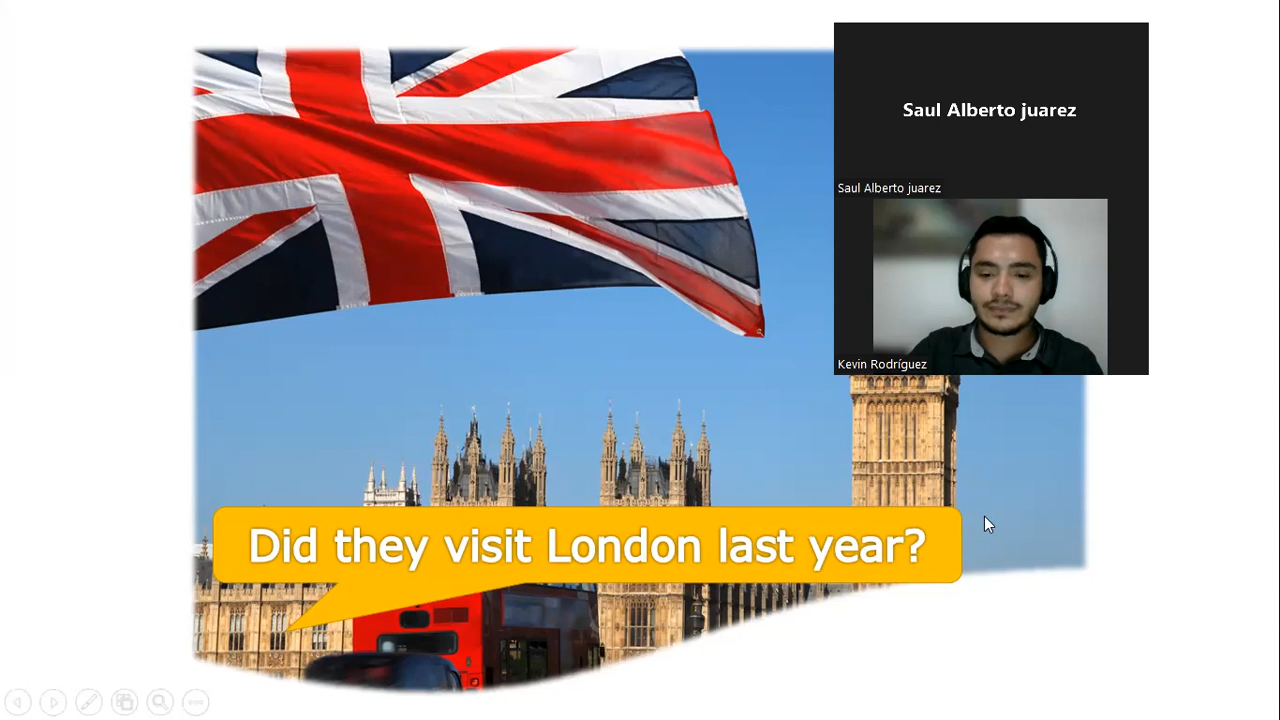 Saul Alberto juarez
Saul Alberto juarez
Kevin Rodríguez
Did they visit London last year?